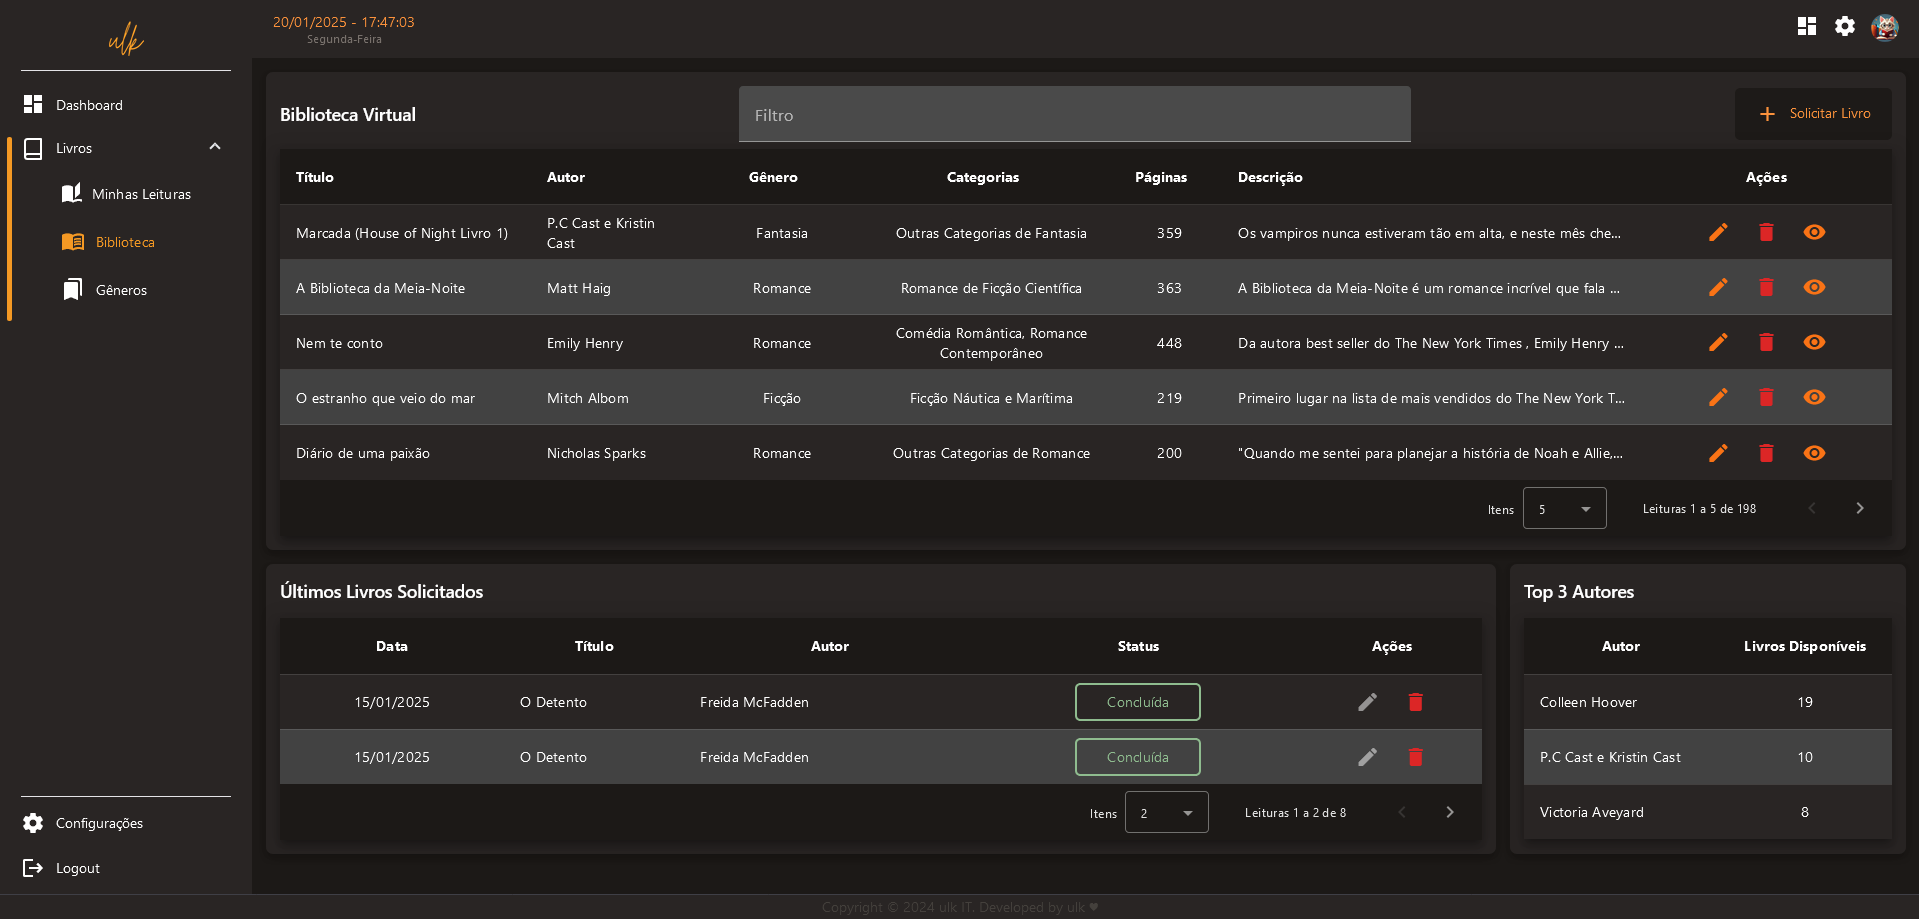 ulk
20/01/2025 - 17:47:03
Segunda-Feira
Dashboard
Livros
Minhas Leituras
Biblioteca
Gêneros
Configurações
Logout
Biblioteca Virtual
Filtro
Solicitar Livro
Título Autor Gênero Categorias Páginas Descrição Ações
Marcada (House of Night Livro 1) P.C Cast e Kristin Cast Fantasia Outras Categorias de Fantasia 359 Os vampiros nunca estiveram tão em alta, e neste mês che...
A Biblioteca da Meia-Noite Matt Haig Romance Romance de Ficção Científica 363 A Biblioteca da Meia-Noite é um romance incrível que fala ...
Nem te conto Emily Henry Romance Comédia Romântica, Romance Contemporâneo 448 Da autora best seller do The New York Times , Emily Henry ...
O estranho que veio do mar Mitch Albom Ficção Ficção Náutica e Marítima 219 Primeiro lugar na lista de mais vendidos do The New York T...
Diário de uma paixão Nicholas Sparks Romance Outras Categorias de Romance 200 "Quando me sentei para planejar a história de Noah e Allie,...
Itens 5 Leituras 1 a 5 de 198
Últimos Livros Solicitados
Data Título Autor Status Ações
15/01/2025 O Detento Freida McFadden Concluída
15/01/2025 O Detento Freida McFadden Concluída
Itens 2 Leituras 1 a 2 de 8
Top 3 Autores
Autor Livros Disponíveis
Colleen Hoover 19
P.C Cast e Kristin Cast 10
Victoria Aveyard 8
Copyright © 2024 ulk IT. Developed by ulk ♥